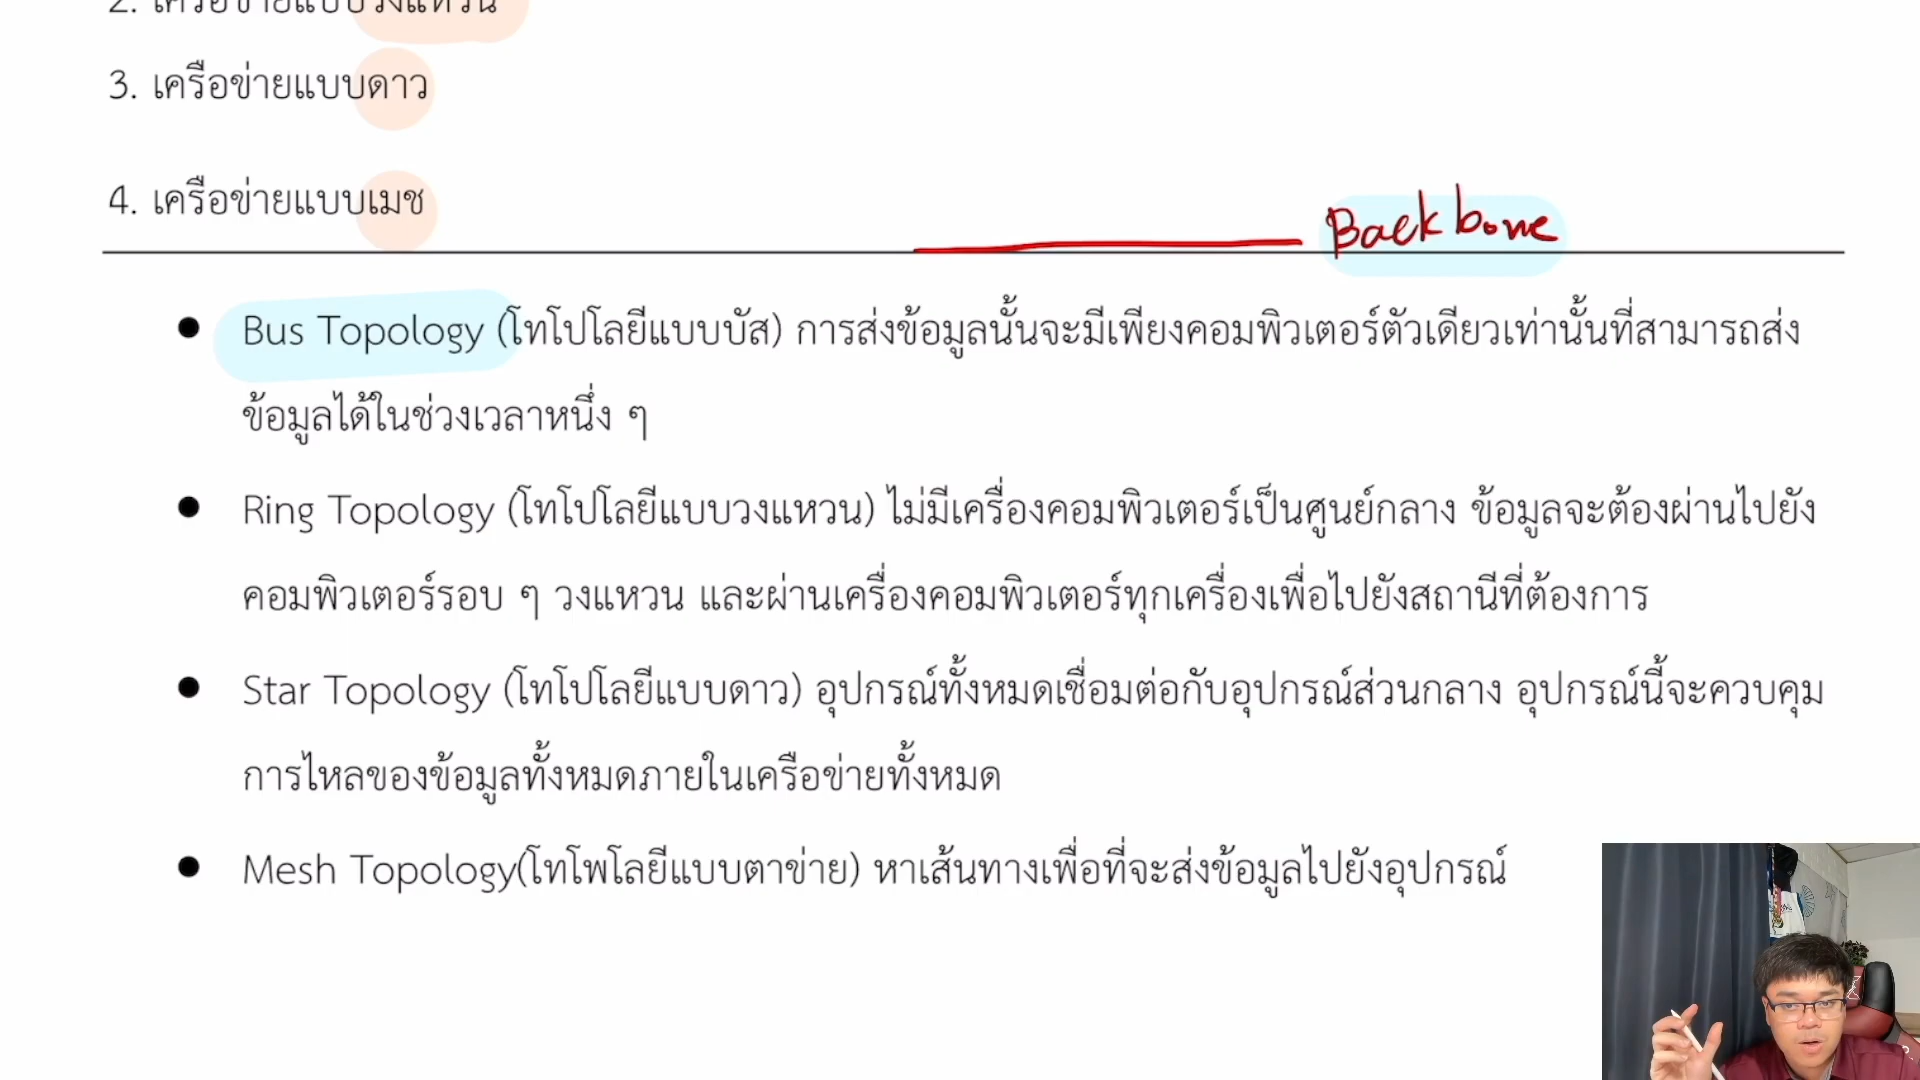 2. เครือข่ายแบบวงแหวน
3. เครือข่ายแบบดาว
4. เครือข่ายแบบเมช
Backbone
● Bus Topology (โทโปโลยีแบบบัส) การส่งข้อมูลนั้นจะมีเพียงคอมพิวเตอร์ตัวเดียวเท่านั้นที่สามารถส่ง
ข้อมูลได้ในช่วงเวลาหนึ่ง ๆ
● Ring Topology (โทโปโลยีแบบวงแหวน) ไม่มีเครื่องคอมพิวเตอร์เป็นศูนย์กลาง ข้อมูลจะต้องผ่านไปยัง
คอมพิวเตอร์รอบ ๆ วงแหวน และผ่านเครื่องคอมพิวเตอร์ทุกเครื่องเพื่อไปยังสถานีที่ต้องการ
● Star Topology (โทโปโลยีแบบดาว) อุปกรณ์ทั้งหมดเชื่อมต่อกับอุปกรณ์ส่วนกลาง อุปกรณ์นี้จะควบคุม
การไหลของข้อมูลทั้งหมดภายในเครือข่ายทั้งหมด
● Mesh Topology(โทโพโลยีแบบตาข่าย) หาเส้นทางเพื่อที่จะส่งข้อมูลไปยังอุปกรณ์